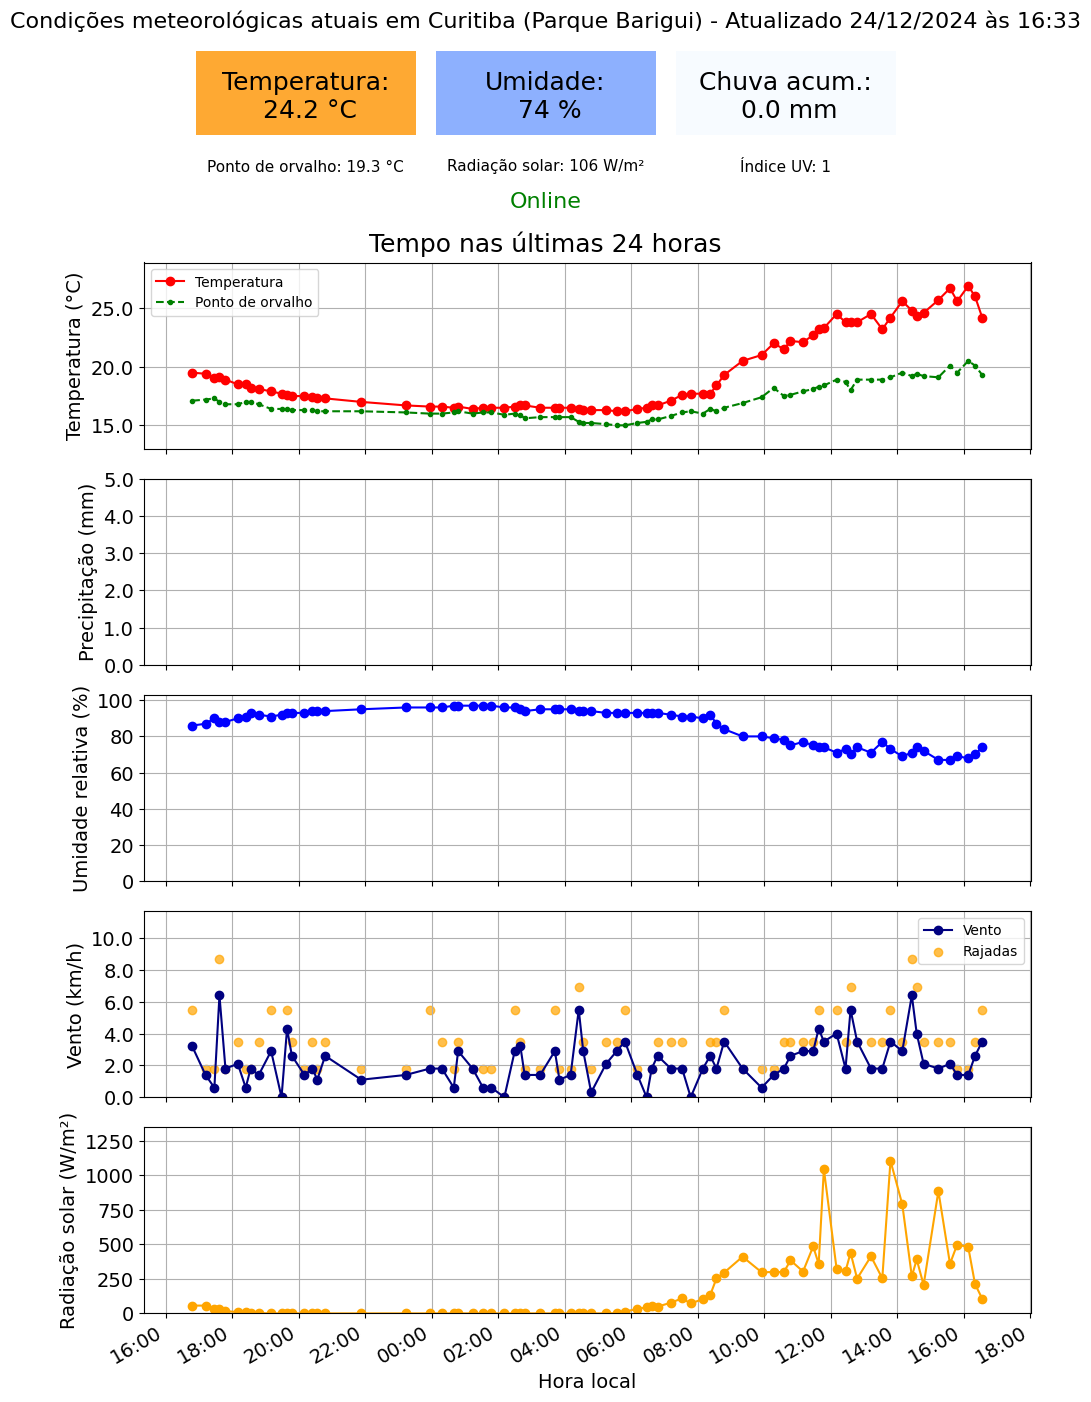 Condições meteorológicas atuais em Curitiba (Parque Barigui) - Atualizado 24/12/2024 às 16:33
Temperatura:
24.2 °C
Umidade:
74 %
Chuva acum.:
0.0 mm
Ponto de orvalho: 19.3 °C
Radiação solar: 106 W/m²
Índice UV: 1
Online
Tempo nas últimas 24 horas
Temperatura (°C)
25.0
20.0
15.0
Temperatura
Ponto de orvalho
Precipitação (mm)
5.0
4.0
3.0
2.0
1.0
0.0
Umidade relativa (%)
100
80
60
40
20
0
Vento (km/h)
10.0
8.0
6.0
4.0
2.0
0.0
Vento
Rajadas
Radiação solar (W/m²)
1250
1000
750
500
250
0
16:00
18:00
20:00
22:00
00:00
02:00
04:00
06:00
08:00
10:00
12:00
14:00
16:00
18:00
Hora local